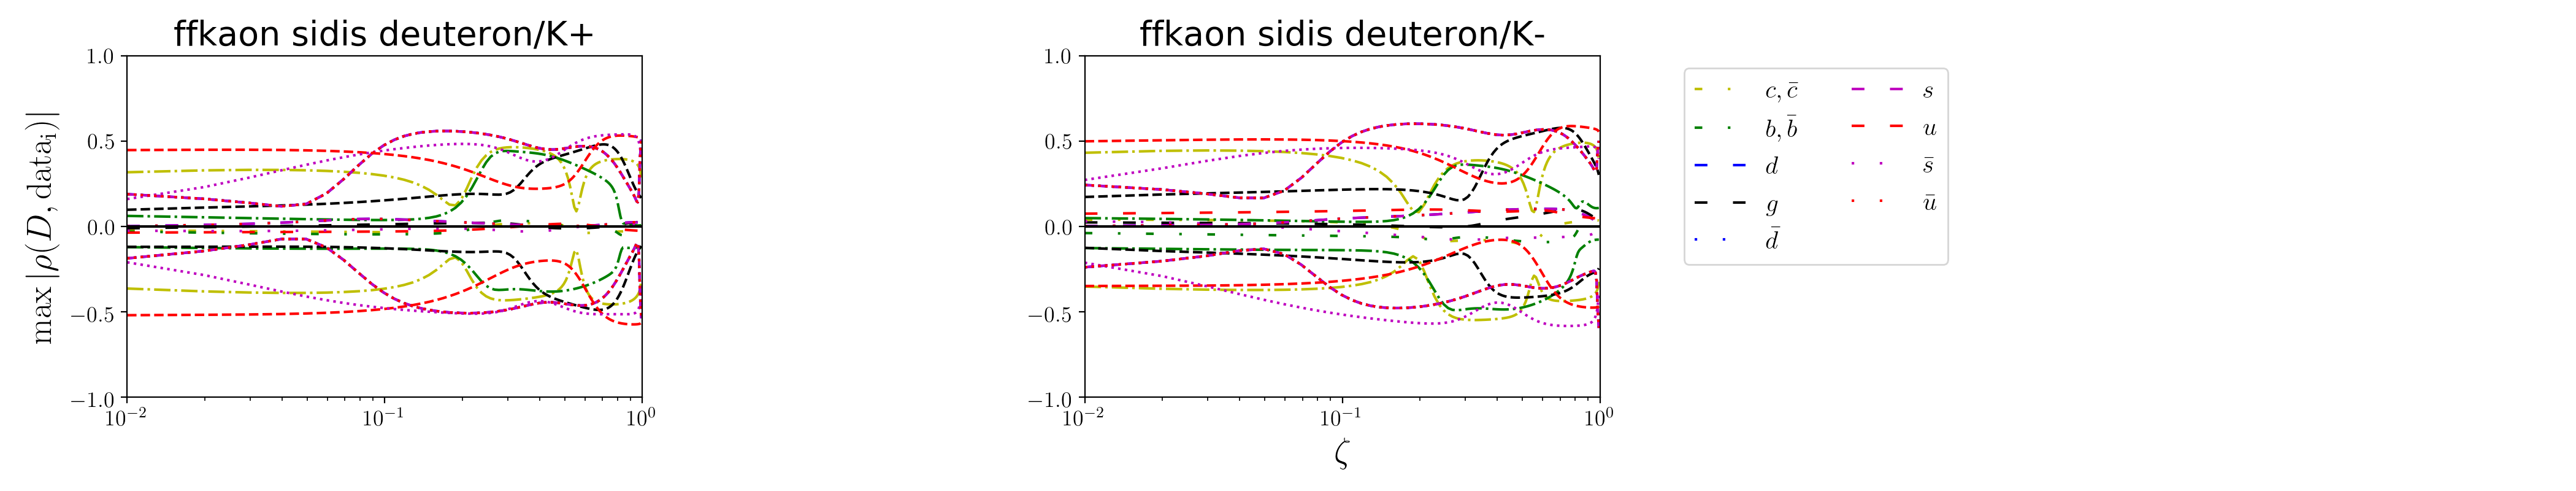 ffkaon sidis deuteron/K+
max |ρ(D, data_i)|
1.0
0.5
0.0
−0.5
−1.0
10^−2
10^−1
10^0
ffkaon sidis deuteron/K-
1.0
0.5
0.0
−0.5
−1.0
10^−2
10^−1
10^0
ζ
c, c̄
b, b̄
d
g
d̄
s
u
s̄
ū